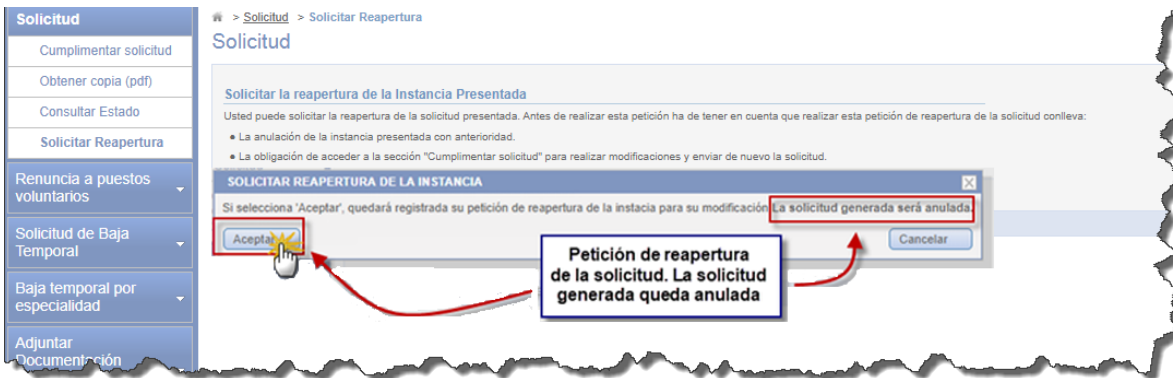 Solicitud
Cumplimentar solicitud
Obtener copia (pdf)
Consultar Estado
Solicitar Reapertura
Renuncia a puestos
voluntarios
Solicitud de Baja
Temporal
Baja temporal por
especialidad
Adjuntar
Documentación
> Solicitud > Solicitar Reapertura
Solicitud
Solicitar la reapertura de la Instancia Presentada
Usted puede solicitar la reapertura de la solicitud presentada. Antes de realizar esta petición ha de tener en cuenta que realizar esta petición de reapertura de la solicitud conlleva:
• La anulación de la instancia presentada con anterioridad.
• La obligación de acceder a la sección "Cumplimentar solicitud" para realizar modificaciones y enviar de nuevo la solicitud.
SOLICITAR REAPERTURA DE LA INSTANCIA
Si selecciona 'Aceptar', quedará registrada su petición de reapertura de la instacia para su modificación. La solicitud generada será anulada.
Aceptar
Cancelar
Petición de reapertura
de la solicitud. La solicitud
generada queda anulada